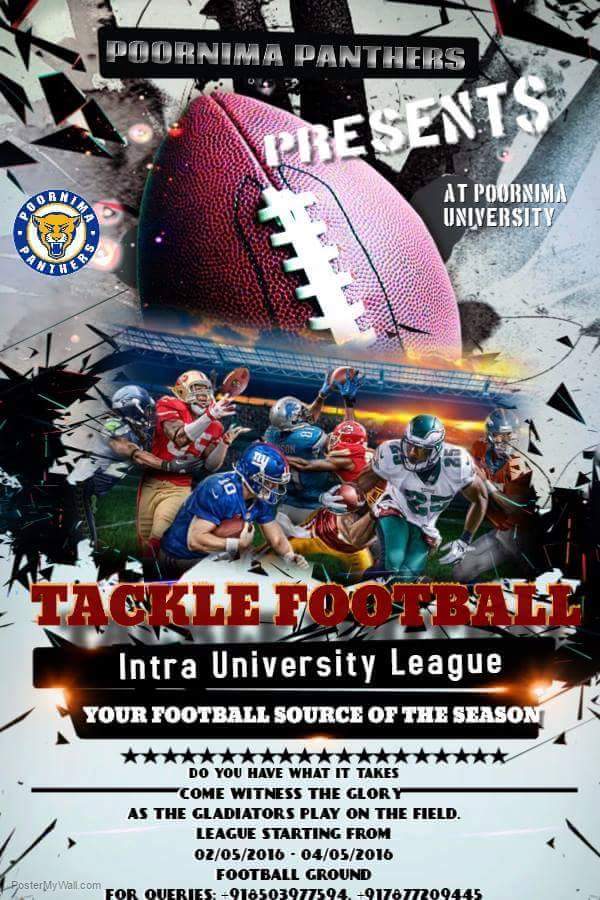 POORNIMA PANTHERS
PRESENTS
AT POORNIMA
UNIVERSITY
POORNIMA
PANTHERS
10
25
TACKLE FOOTBALL
Intra University League
YOUR FOOTBALL SOURCE OF THE SEASON
DO YOU HAVE WHAT IT TAKES
COME WITNESS THE GLORY
AS THE GLADIATORS PLAY ON THE FIELD.
LEAGUE STARTING FROM
02/05/2016 - 04/05/2016
FOOTBALL GROUND
FOR QUERIES: +918503977594, +917877209445
PosterMyWall.com